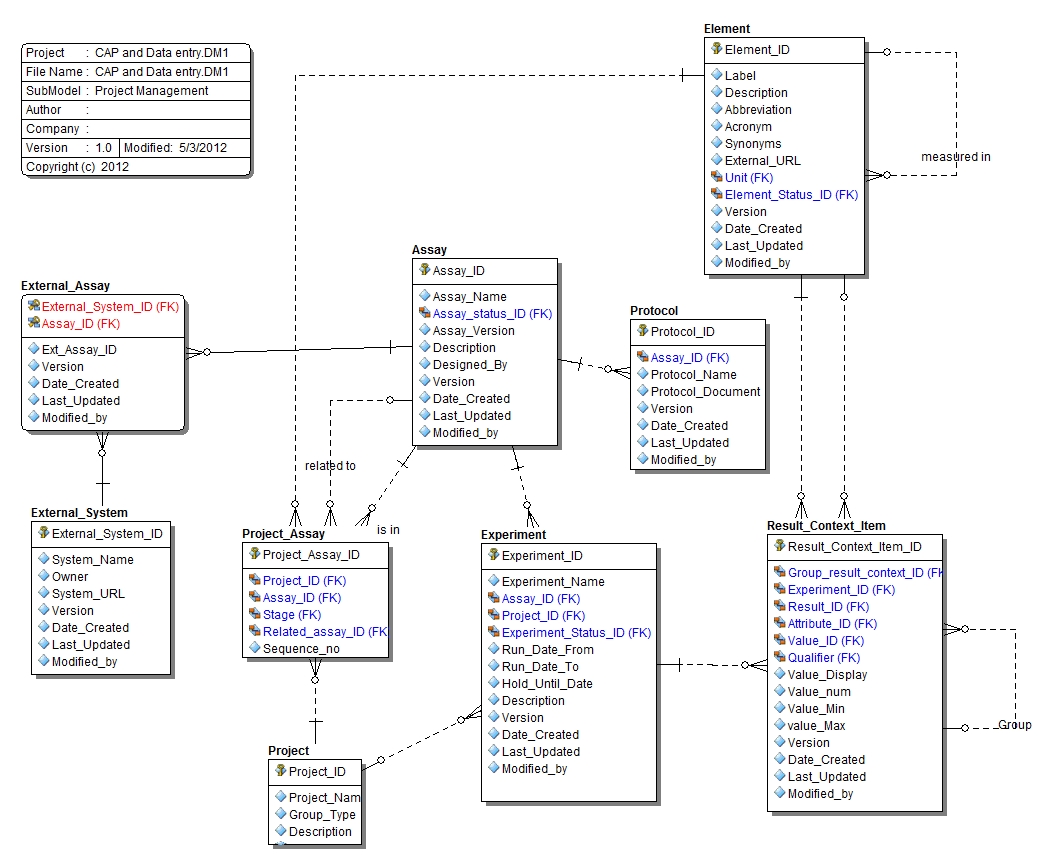 Project : CAP and Data entry.DM1
File Name : CAP and Data entry.DM1
SubModel : Project Management
Author :
Company :
Version : 1.0 Modified: 5/3/2012
Copyright (c) 2012
Element
Element_ID
Label
Description
Abbreviation
Acronym
Synonyms
External_URL
Unit (FK)
Element_Status_ID (FK)
Version
Date_Created
Last_Updated
Modified_by
measured in
External_Assay
External_System_ID (FK)
Assay_ID (FK)
Ext_Assay_ID
Version
Date_Created
Last_Updated
Modified_by
Assay
Assay_ID
Assay_Name
Assay_status_ID (FK)
Assay_Version
Description
Designed_By
Version
Date_Created
Last_Updated
Modified_by
Protocol
Protocol_ID
Assay_ID (FK)
Protocol_Name
Protocol_Document
Version
Date_Created
Last_Updated
Modified_by
related to
is in
External_System
External_System_ID
System_Name
Owner
System_URL
Version
Date_Created
Last_Updated
Modified_by
Project_Assay
Project_Assay_ID
Project_ID (FK)
Assay_ID (FK)
Stage (FK)
Related_assay_ID (FK
Sequence_no
Experiment
Experiment_ID
Experiment_Name
Assay_ID (FK)
Project_ID (FK)
Experiment_Status_ID (FK)
Run_Date_From
Run_Date_To
Hold_Until_Date
Description
Version
Date_Created
Last_Updated
Modified_by
Result_Context_Item
Result_Context_Item_ID
Group_result_context_ID (FK
Experiment_ID (FK)
Result_ID (FK)
Attribute_ID (FK)
Value_ID (FK)
Qualifier (FK)
Value_Display
Value_num
Value_Min
value_Max
Version
Date_Created
Last_Updated
Modified_by
Group
Project
Project_ID
Project_Nam
Group_Type
Description